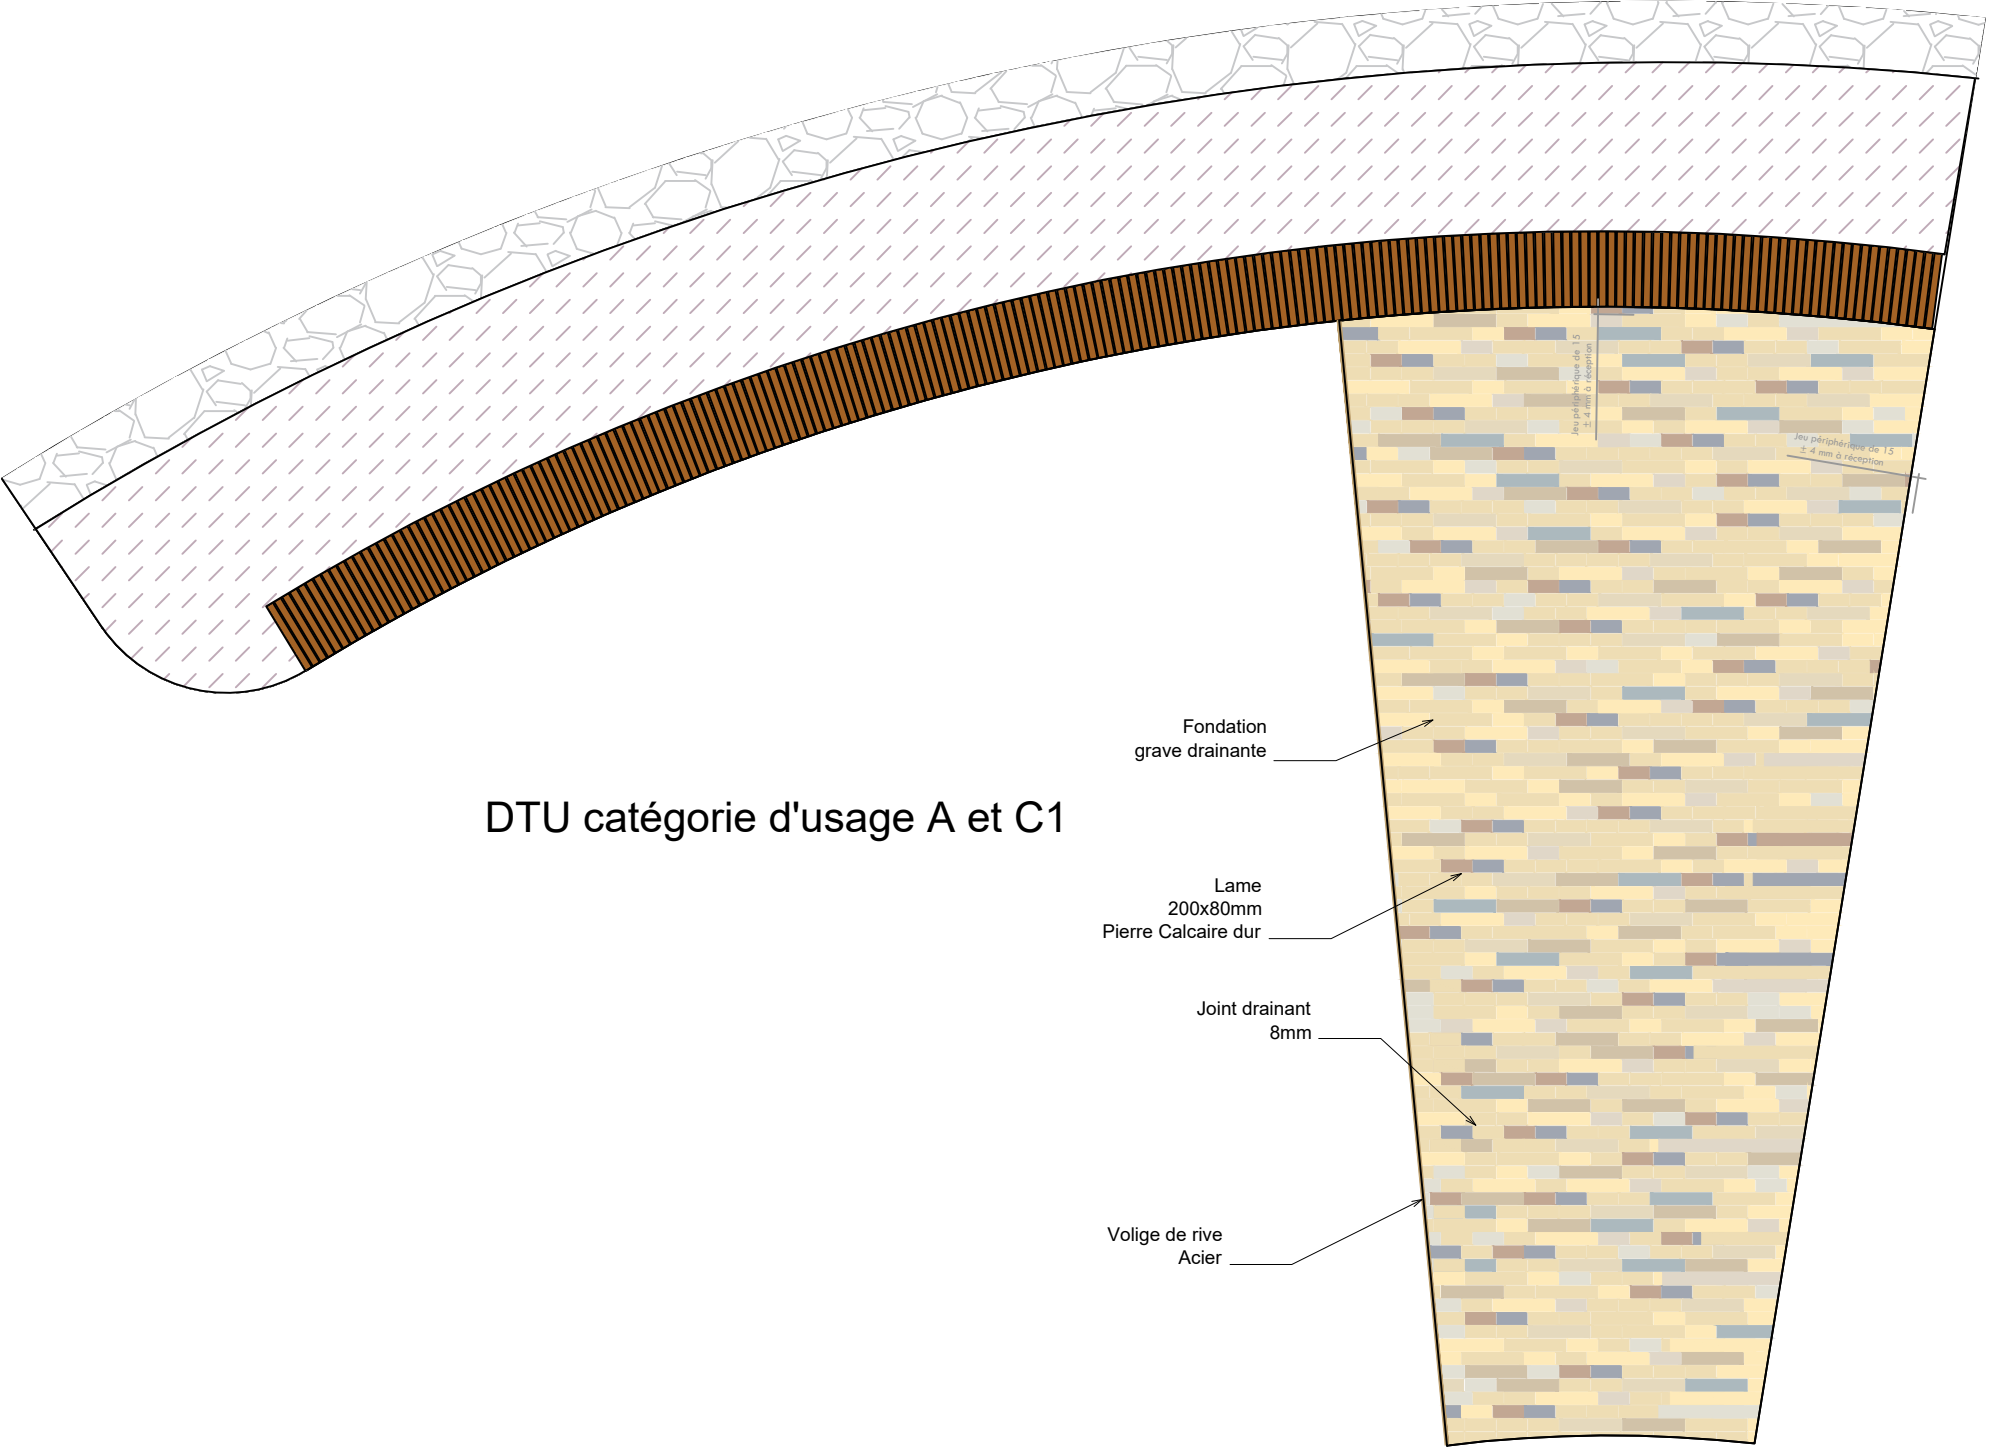 Jeu périphérique de 15
± 4 mm à réception
Jeu périphérique de 15
± 4 mm à réception
Fondation
grave drainante
DTU catégorie d'usage A et C1
Lame
200x80mm
Pierre Calcaire dur
Joint drainant
8mm
Volige de rive
Acier